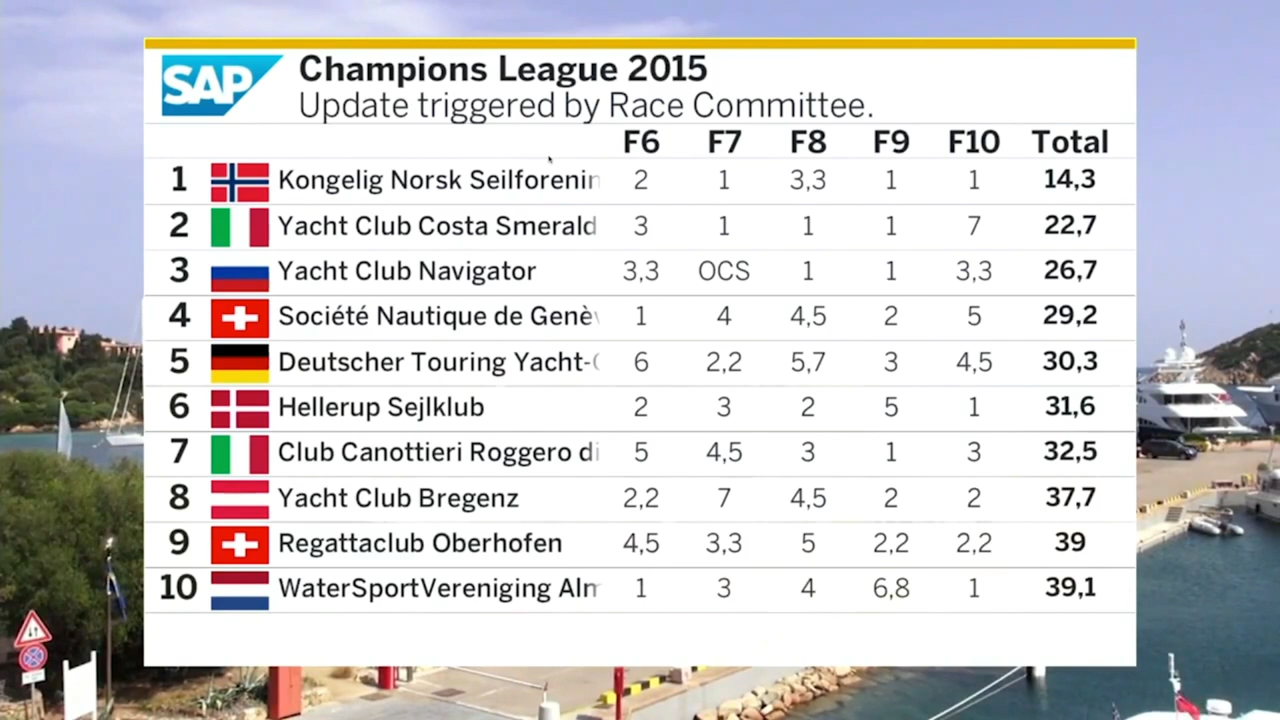 SAP
Champions League 2015
Update triggered by Race Committee.
F6 F7 F8 F9 F10 Total
1 Kongelig Norsk Seilforenin 2 1 3,3 1 1 14,3
2 Yacht Club Costa Smerald 3 1 1 1 7 22,7
3 Yacht Club Navigator 3,3 OCS 1 1 3,3 26,7
4 Société Nautique de Genè 1 4 4,5 2 5 29,2
5 Deutscher Touring Yacht- 6 2,2 5,7 3 4,5 30,3
6 Hellerup Sejlklub 2 3 2 5 1 31,6
7 Club Canottieri Roggero di 5 4,5 3 1 3 32,5
8 Yacht Club Bregenz 2,2 7 4,5 2 2 37,7
9 Regattaclub Oberhofen 4,5 3,3 5 2,2 2,2 39
10 WaterSportVereniging Alm 1 3 4 6,8 1 39,1